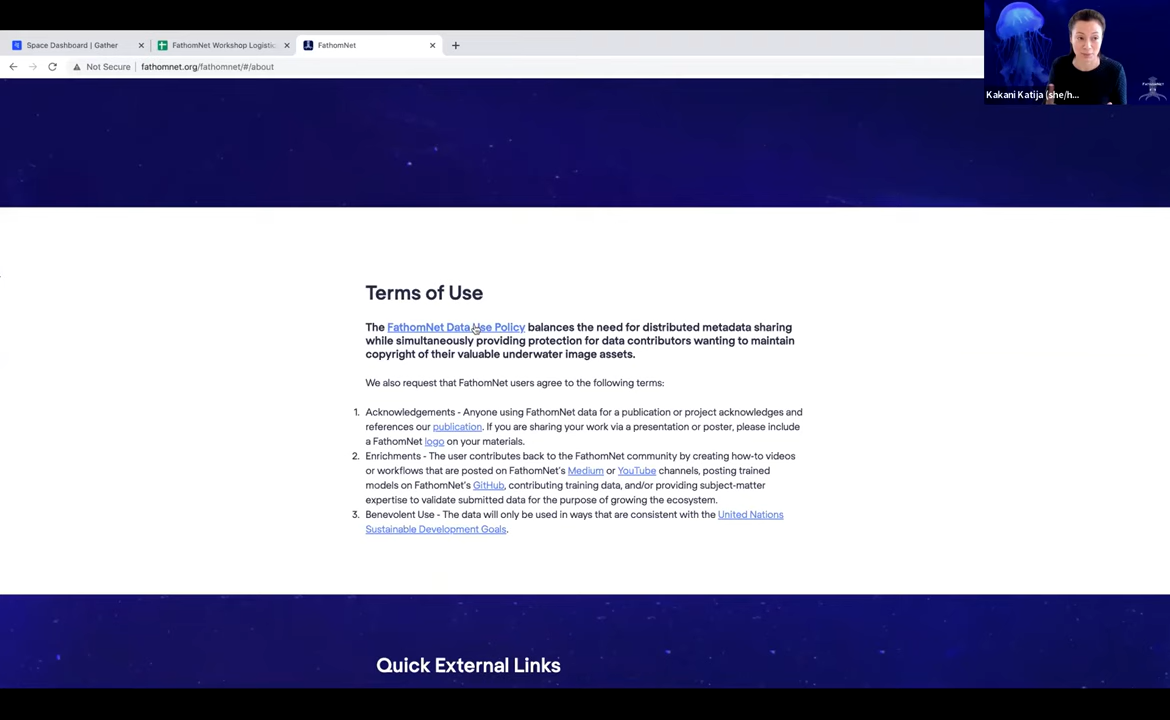 Space Dashboard | Gather
FathomNet Workshop Logistic
FathomNet
Not Secure
fathomnet.org/fathomnet/#/about
Kakani Katija (she/h...
Terms of Use
The FathomNet Data Use Policy balances the need for distributed metadata sharing
while simultaneously providing protection for data contributors wanting to maintain
copyright of their valuable underwater image assets.
We also request that FathomNet users agree to the following terms:
1. Acknowledgements - Anyone using FathomNet data for a publication or project acknowledges and
references our publication. If you are sharing your work via a presentation or poster, please include
a FathomNet logo on your materials.
2. Enrichments - The user contributes back to the FathomNet community by creating how-to videos
or workflows that are posted on FathomNet's Medium or YouTube channels, posting trained
models on FathomNet's GitHub, contributing training data, and/or providing subject-matter
expertise to validate submitted data for the purpose of growing the ecosystem.
3. Benevolent Use - The data will only be used in ways that are consistent with the United Nations
Sustainable Development Goals.
Quick External Links